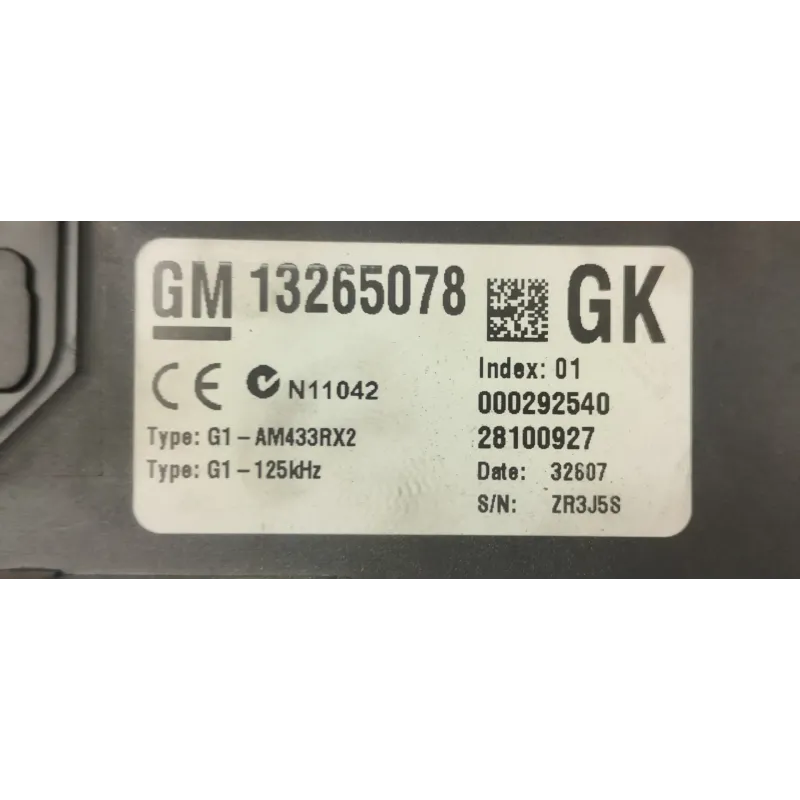 GM 13265078 GK
CE N11042
Index: 01
000292540
Type: G1-AM433RX2
28100927
Type: G1-125kHz
Date: 32607
S/N: ZR3J5S